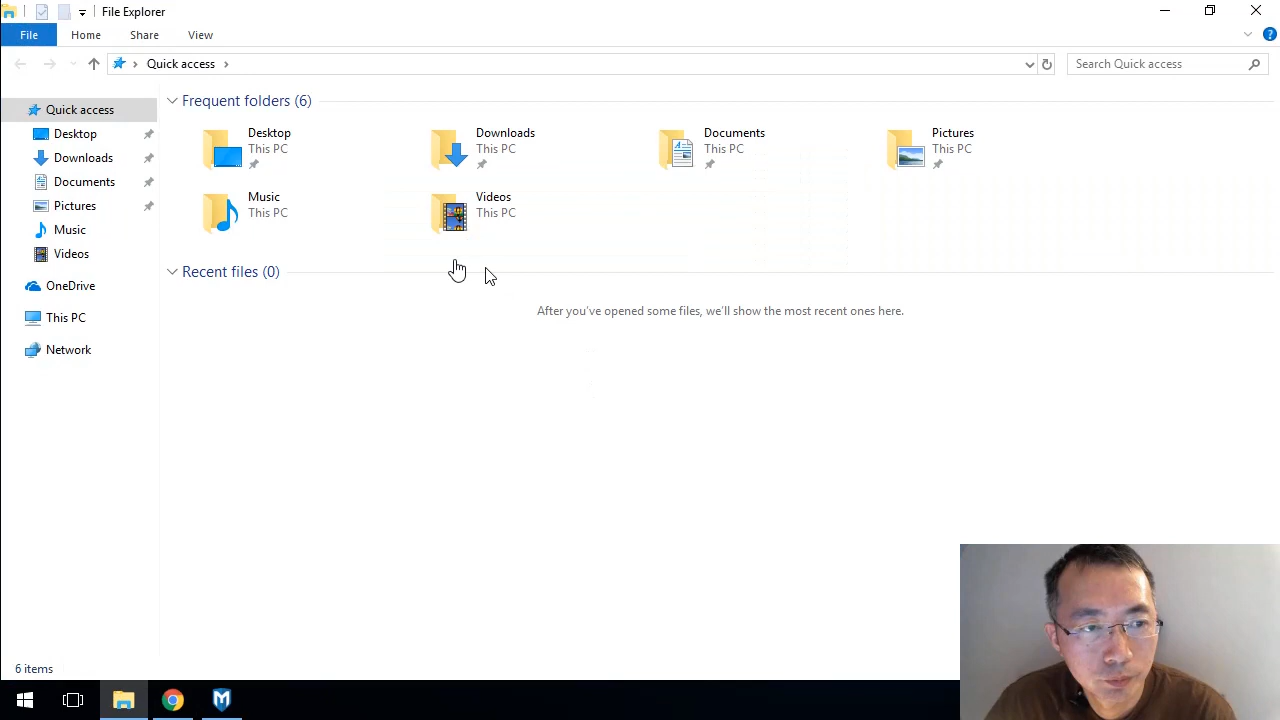 File Explorer
File Home Share View
Quick access
Search Quick access
Quick access
Desktop
Downloads
Documents
Pictures
Music
Videos
OneDrive
This PC
Network
Frequent folders (6)
Desktop
This PC
Downloads
This PC
Documents
This PC
Pictures
This PC
Music
This PC
Videos
This PC
Recent files (0)
After you've opened some files, we'll show the most recent ones here.
6 items